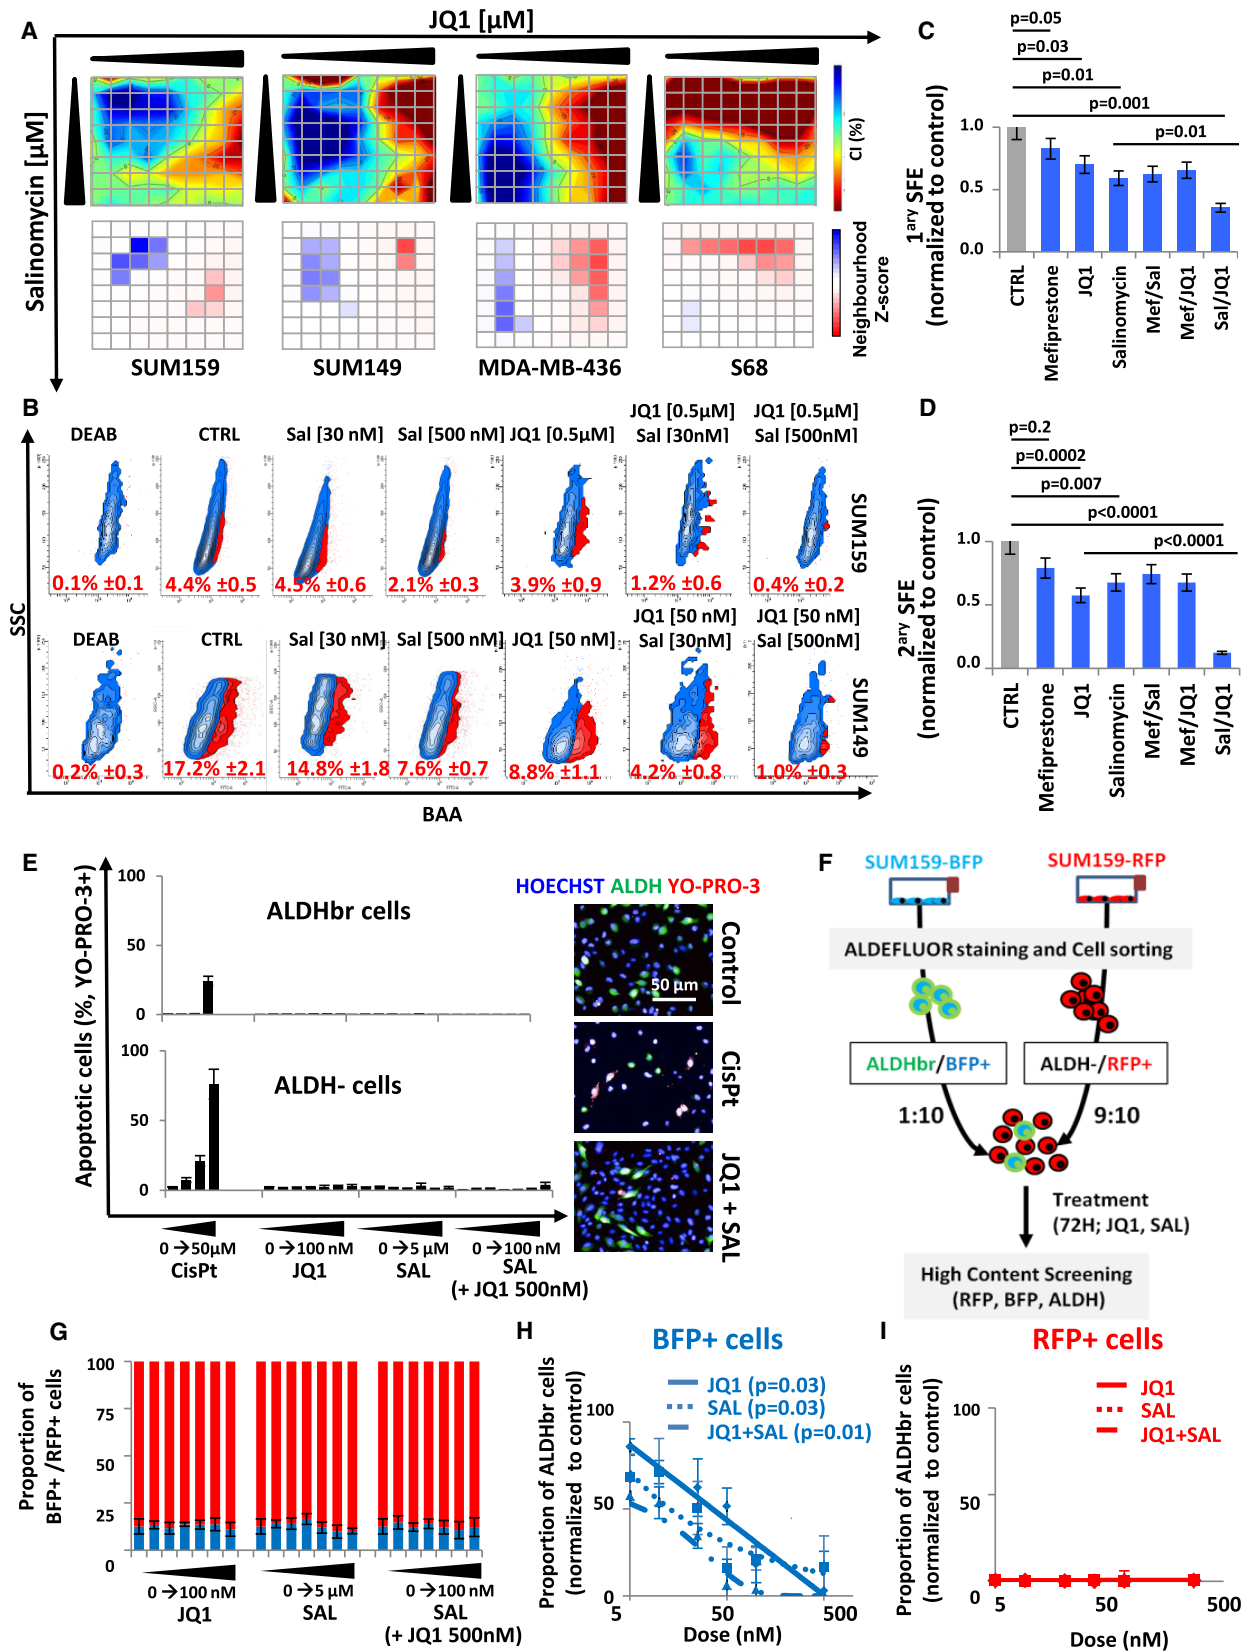 A
JQ1 [µM]
Salinomycin [µM]
CI (%)
Neighbourhood
Z-score
SUM159
SUM149
MDA-MB-436
S68
B
SSC
DEAB
CTRL
Sal [30 nM]
Sal [500 nM]
JQ1 [0.5µM]
JQ1 [0.5µM]
Sal [30nM]
JQ1 [0.5µM]
Sal [500nM]
0.1% ±0.1
4.4% ±0.5
4.5% ±0.6
2.1% ±0.3
3.9% ±0.9
1.2% ±0.6
0.4% ±0.2
SUM159
DEAB
CTRL
Sal [30 nM]
Sal [500 nM]
JQ1 [50 nM]
JQ1 [50 nM]
Sal [30nM]
JQ1 [50 nM]
Sal [500nM]
0.2% ±0.3
17.2% ±2.1
14.8% ±1.8
7.6% ±0.7
8.8% ±1.1
4.2% ±0.8
1.0% ±0.3
SUM149
BAA
C
p=0.05
p=0.03
p=0.01
p=0.001
p=0.01
1.0
0.5
0.0
1ary SFE
(normalized to control)
CTRL
Mefiprestone
JQ1
Salinomycin
Mef/Sal
Mef/JQ1
Sal/JQ1
D
p=0.2
p=0.0002
p=0.007
p<0.0001
p<0.0001
1.0
0.5
0.0
2ary SFE
(normalized to control)
CTRL
Mefiprestone
JQ1
Salinomycin
Mef/Sal
Mef/JQ1
Sal/JQ1
E
Apoptotic cells (%, YO-PRO-3+)
100
50
0
ALDHbr cells
100
50
0
ALDH- cells
0 →50µM
CisPt
0 →100 nM
JQ1
0 →5 µM
SAL
0 →100 nM
SAL
(+ JQ1 500nM)
HOECHST ALDH YO-PRO-3
50 µm
Control
CisPt
JQ1 + SAL
F
SUM159-BFP
SUM159-RFP
ALDEFLUOR staining and Cell sorting
ALDHbr/BFP+
ALDH-/RFP+
1:10
9:10
Treatment
(72H; JQ1, SAL)
High Content Screening
(RFP, BFP, ALDH)
G
Proportion of
BFP+ /RFP+ cells
100
75
50
25
0
0 →100 nM
JQ1
0 →5 µM
SAL
0 →100 nM
SAL
(+ JQ1 500nM)
H
BFP+ cells
JQ1 (p=0.03)
SAL (p=0.03)
JQ1+SAL (p=0.01)
Proportion of ALDHbr cells
(normalized to control)
100
50
0
5
50
500
Dose (nM)
I
RFP+ cells
JQ1
SAL
JQ1+SAL
Proportion of ALDHbr cells
(normalized to control)
100
50
0
5
50
500
Dose (nM)